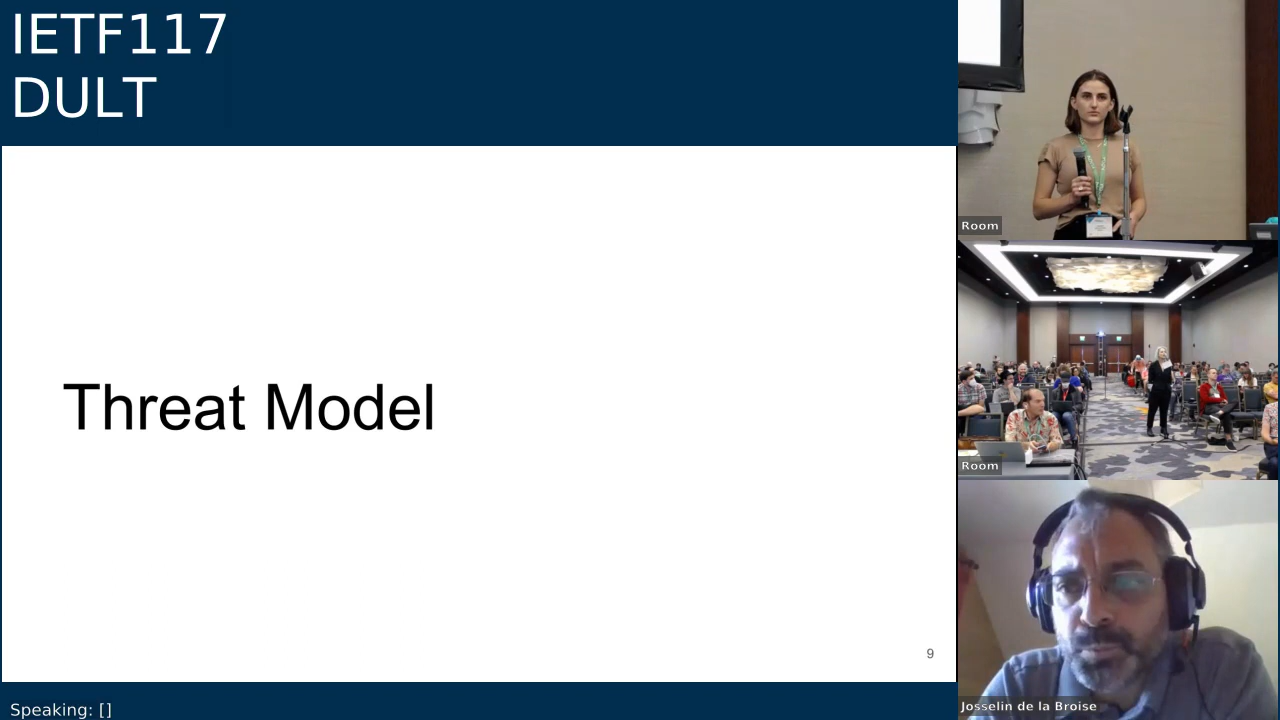 IETF117
DULT
Threat Model
9
Speaking: []
Room
Room
Josselin de la Broise